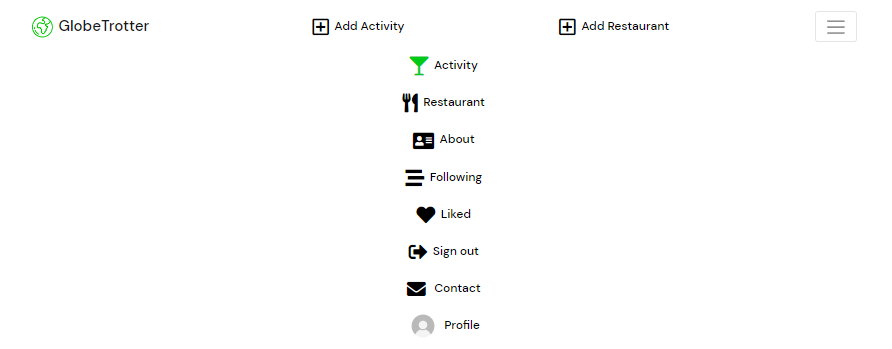 GlobeTrotter
Add Activity
Add Restaurant
Activity
Restaurant
About
Following
Liked
Sign out
Contact
Profile